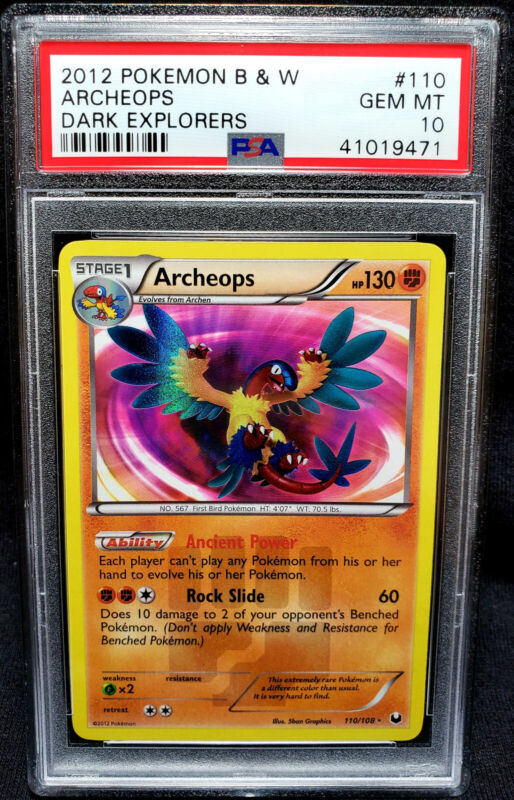 2012 POKEMON B & W #110
ARCHEOPS GEM MT
DARK EXPLORERS 10
PSA 41019471
STAGE1 Archeops HP130
Evolves from Archen
NO. 567 First Bird Pokémon HT: 4'07" WT: 70.5 lbs.
Ability Ancient Power
Each player can't play any Pokémon from his or her
hand to evolve his or her Pokémon.
Rock Slide 60
Does 10 damage to 2 of your opponent's Benched
Pokémon. (Don't apply Weakness and Resistance for
Benched Pokémon.)
weakness resistance
×2
This extremely rare Pokémon is
a different color than usual.
It is very hard to find.
retreat
©2012 Pokémon Illus. 5ban Graphics 110/108